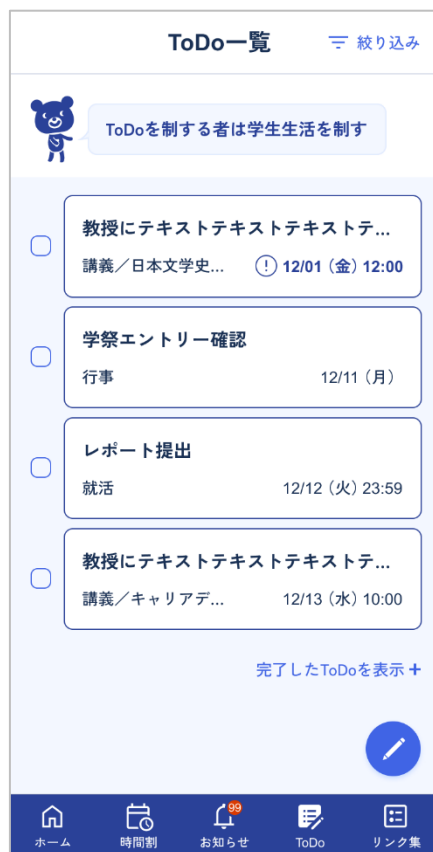 ToDo一覧
絞り込み
ToDoを制する者は学生生活を制す
教授にテキストテキストテキストテ...
講義／日本文学史... 12/01（金）12:00
学祭エントリー確認
行事 12/11（月）
レポート提出
就活 12/12（火）23:59
教授にテキストテキストテキストテ...
講義／キャリアデ... 12/13（水）10:00
完了したToDoを表示+
99
ホーム 時間割 お知らせ ToDo リンク集